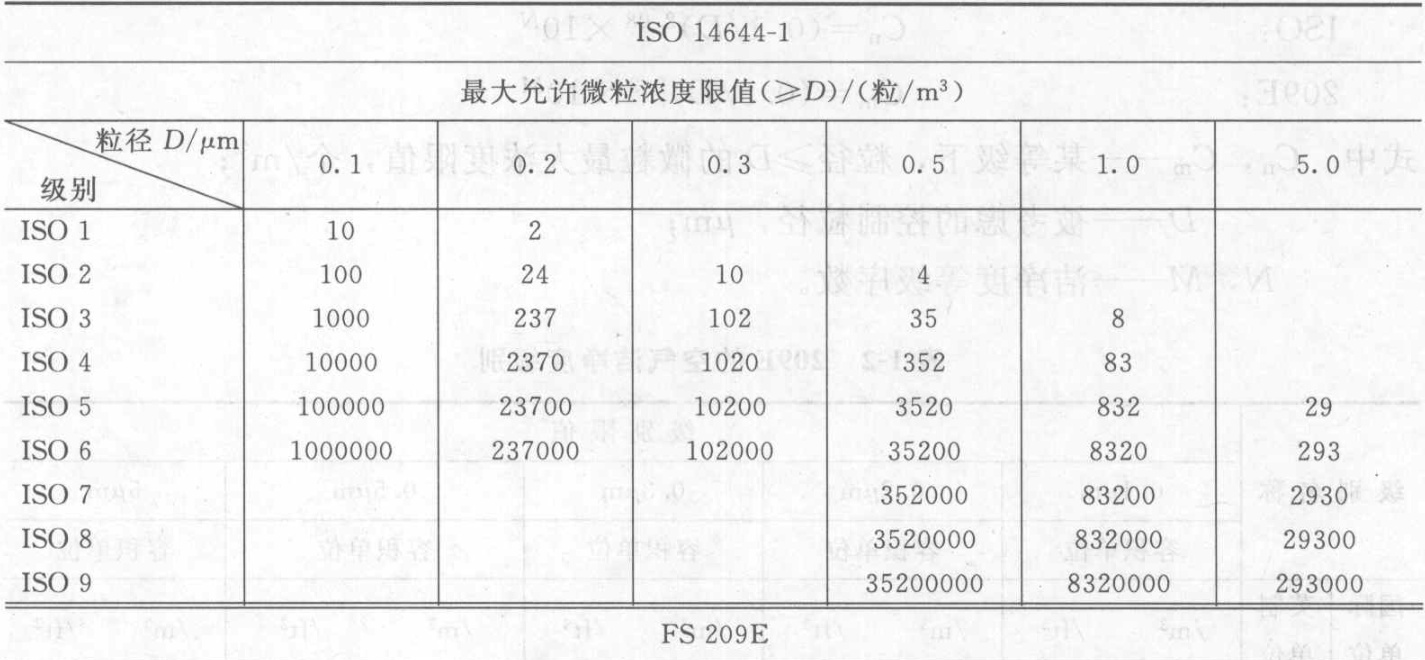 ISO 14644-1
最大允许微粒浓度限值(≥D)/(粒/m³)
粒径 D/μm 0.1 0.2 0.3 0.5 1.0 5.0
级别
ISO 1 10 2
ISO 2 100 24 10 4
ISO 3 1000 237 102 35 8
ISO 4 10000 2370 1020 352 83
ISO 5 100000 23700 10200 3520 832 29
ISO 6 1000000 237000 102000 35200 8320 293
ISO 7 352000 83200 2930
ISO 8 3520000 832000 29300
ISO 9 35200000 8320000 293000
FS 209E